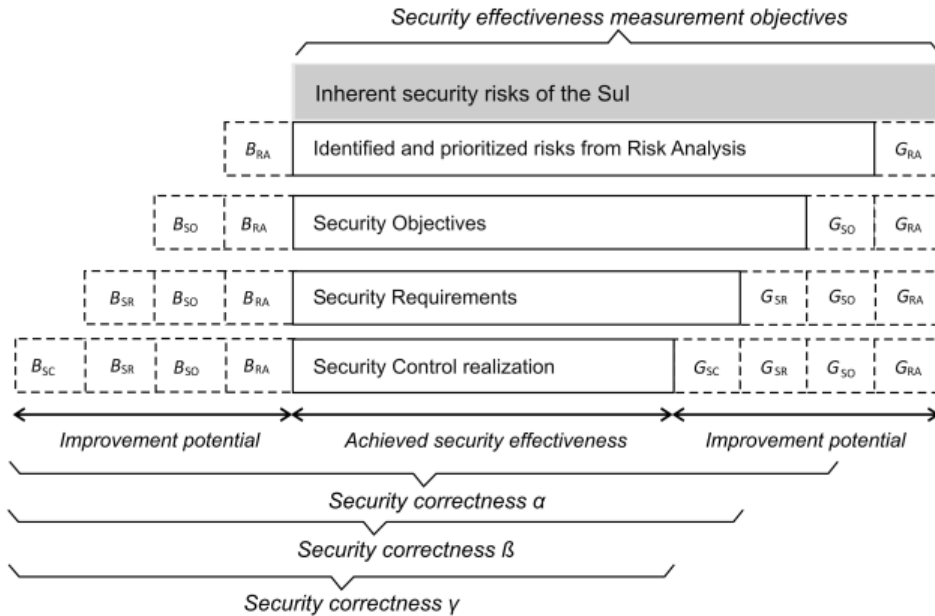 Security effectiveness measurement objectives
Inherent security risks of the SuI
B_RA Identified and prioritized risks from Risk Analysis G_RA
B_SO B_RA Security Objectives G_SO G_RA
B_SR B_SO B_RA Security Requirements G_SR G_SO G_RA
B_SC B_SR B_SO B_RA Security Control realization G_SC G_SR G_SO G_RA
Improvement potential Achieved security effectiveness Improvement potential
Security correctness α
Security correctness ß
Security correctness γ